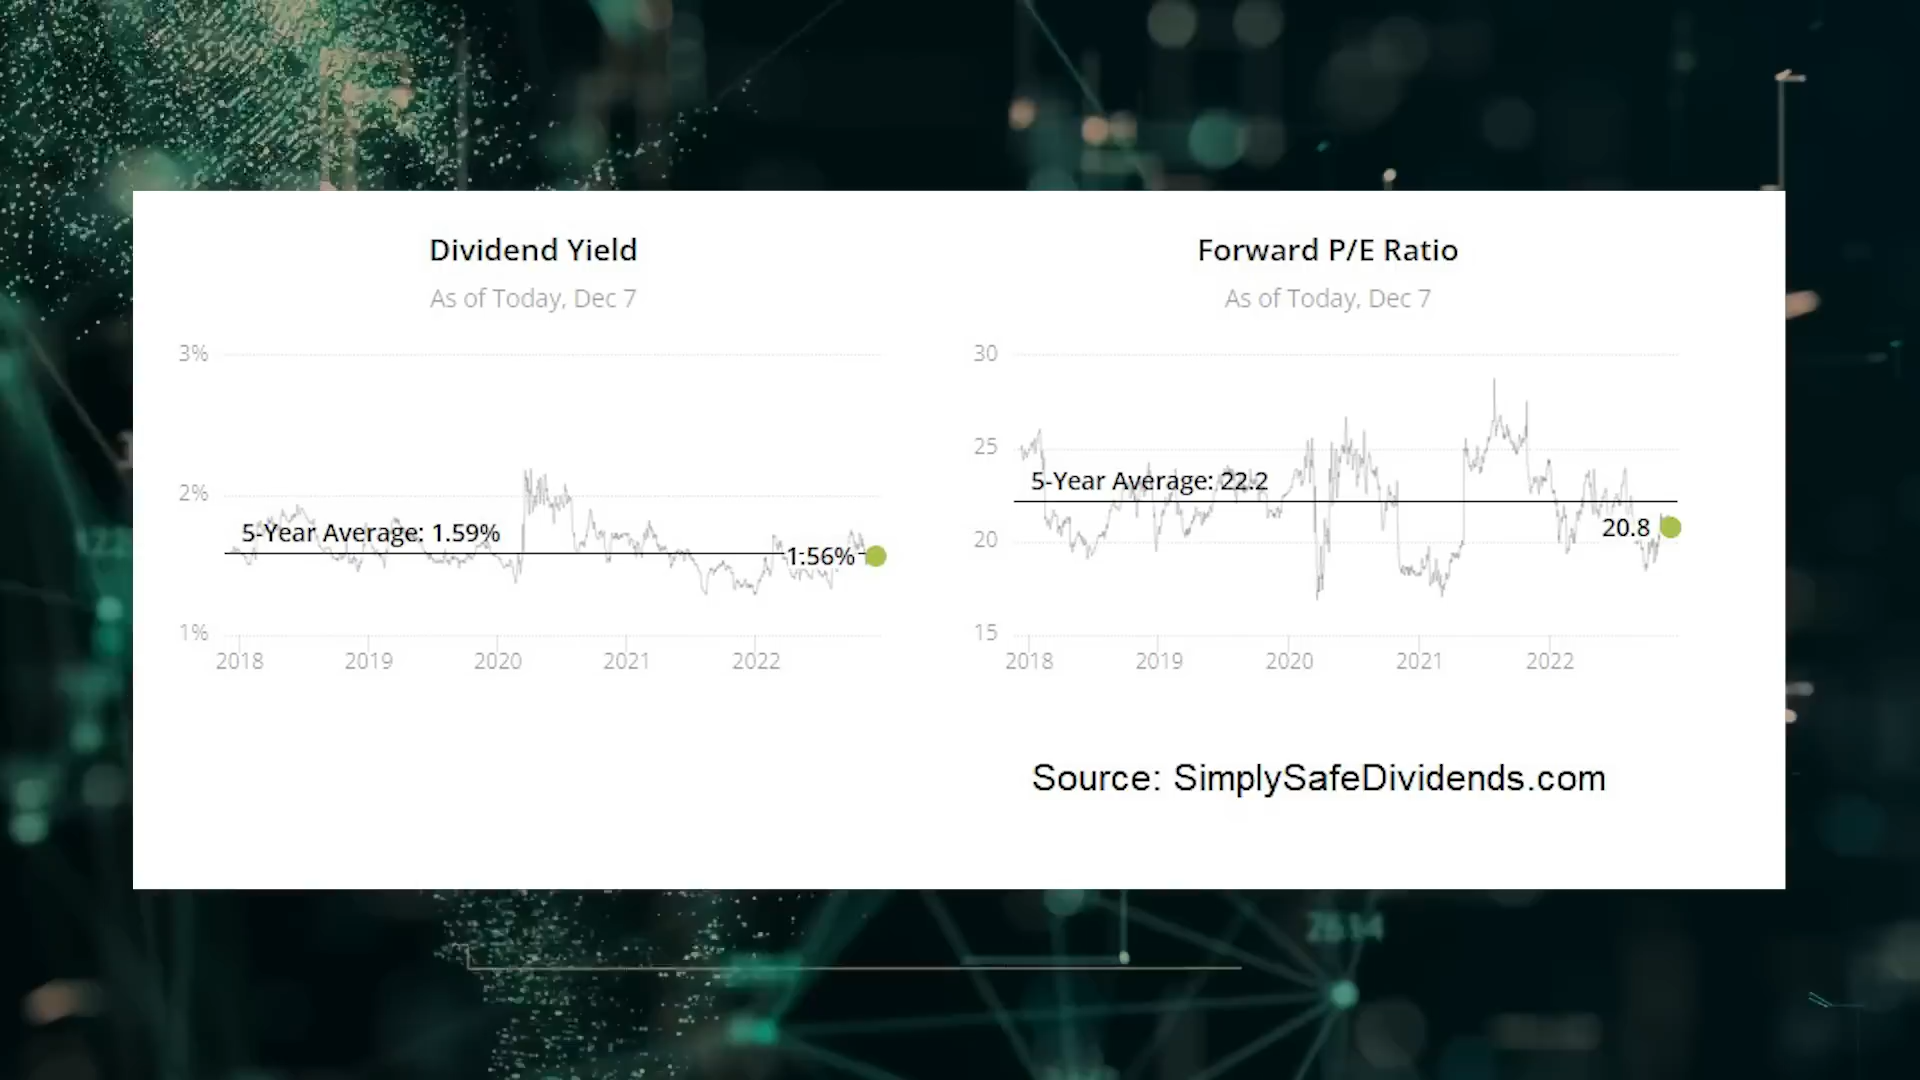 Dividend Yield
As of Today, Dec 7
3%
2%
1%
5-Year Average: 1.59%
1.56%
2018 2019 2020 2021 2022
Forward P/E Ratio
As of Today, Dec 7
30
25
20
15
5-Year Average: 22.2
20.8
2018 2019 2020 2021 2022
Source: SimplySafeDividends.com